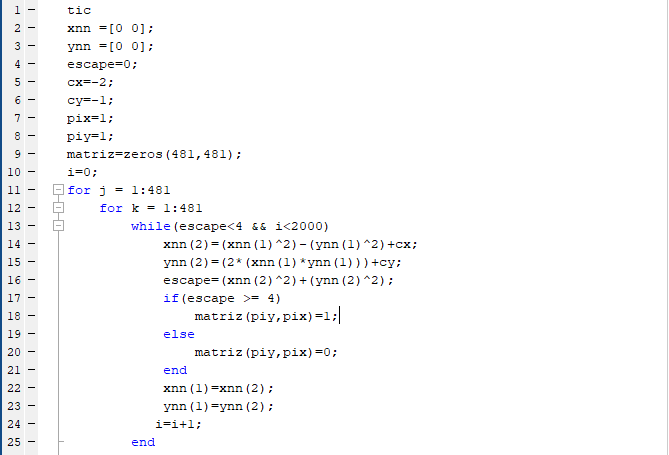 1 - tic
2 - xnn =[0 0];
3 - ynn =[0 0];
4 - escape=0;
5 - cx=-2;
6 - cy=-1;
7 - pix=1;
8 - piy=1;
9 - matriz=zeros(481,481);
10 - i=0;
11 - for j = 1:481
12 - for k = 1:481
13 - while(escape<4 && i<2000)
14 - xnn(2)=(xnn(1)^2)-(ynn(1)^2)+cx;
15 - ynn(2)=(2*(xnn(1)*ynn(1)))+cy;
16 - escape=(xnn(2)^2)+(ynn(2)^2);
17 - if(escape >= 4)
18 - matriz(piy,pix)=1;
19 - else
20 - matriz(piy,pix)=0;
21 - end
22 - xnn(1)=xnn(2);
23 - ynn(1)=ynn(2);
24 - i=i+1;
25 - end